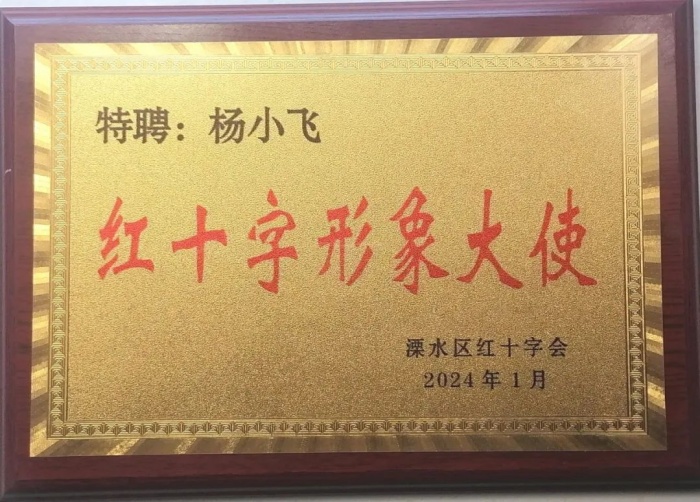 特聘：杨小飞
红十字形象大使
溧水区红十字会
2024年1月